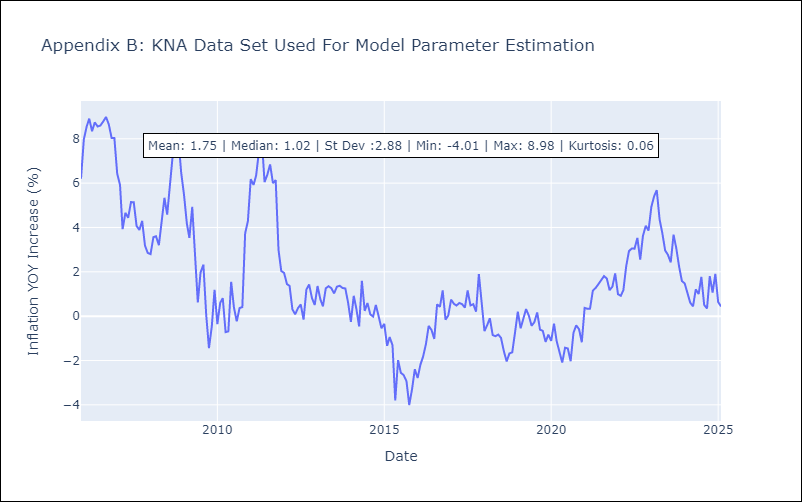 Appendix B: KNA Data Set Used For Model Parameter Estimation
Mean: 1.75 | Median: 1.02 | St Dev :2.88 | Min: -4.01 | Max: 8.98 | Kurtosis: 0.06
8
6
4
2
0
−2
−4
Inflation YOY Increase (%)
2010
2015
2020
2025
Date